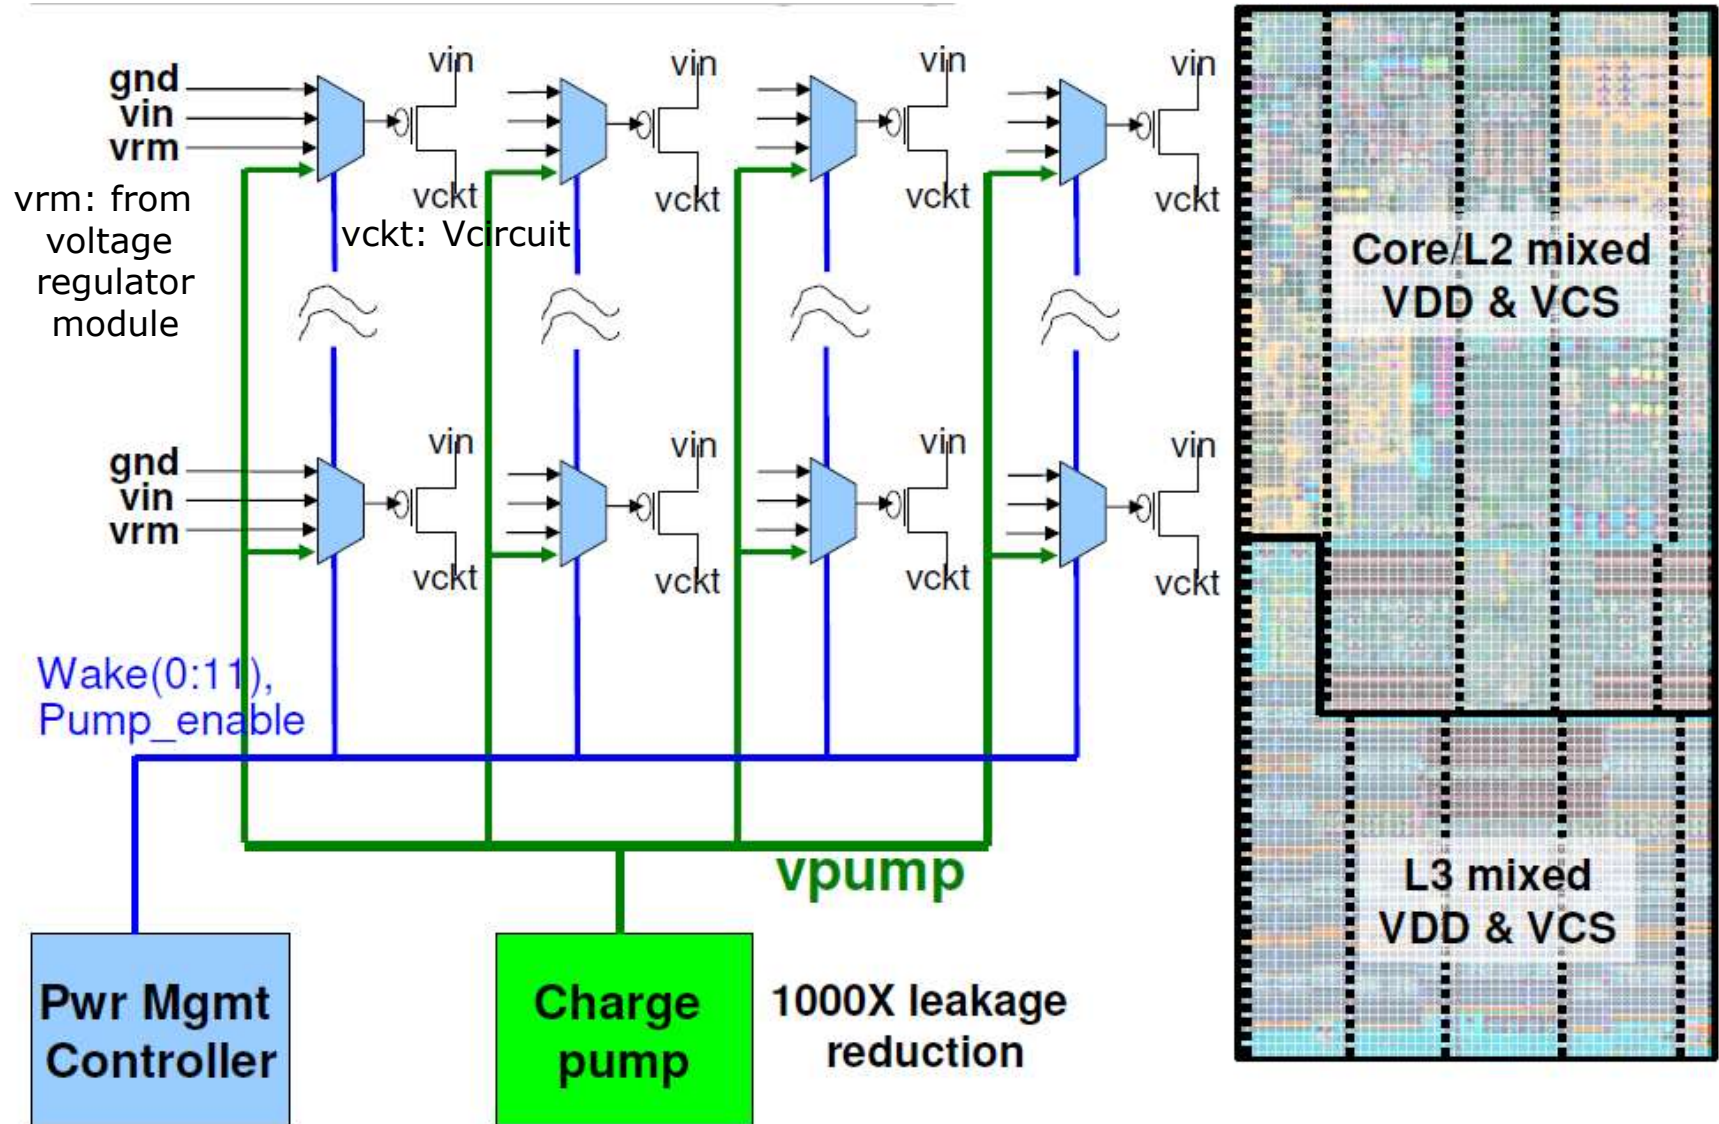 vin
vin
vin
vin
gnd
vin
vrm
vckt
vckt
vckt
vckt
vrm: from
voltage
regulator
module
vckt: Vcircuit
vin
vin
vin
vin
gnd
vin
vrm
vckt
vckt
vckt
vckt
Wake(0:11),
Pump_enable
vpump
Pwr Mgmt
Controller
Charge
pump
1000X leakage
reduction
Core/L2 mixed
VDD & VCS
L3 mixed
VDD & VCS